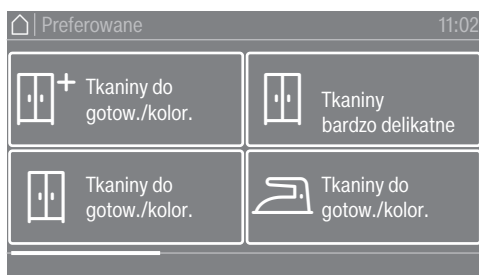 Preferowane 11:02
Tkaniny do
gotow./kolor.
Tkaniny
bardzo delikatne
Tkaniny do
gotow./kolor.
Tkaniny do
gotow./kolor.